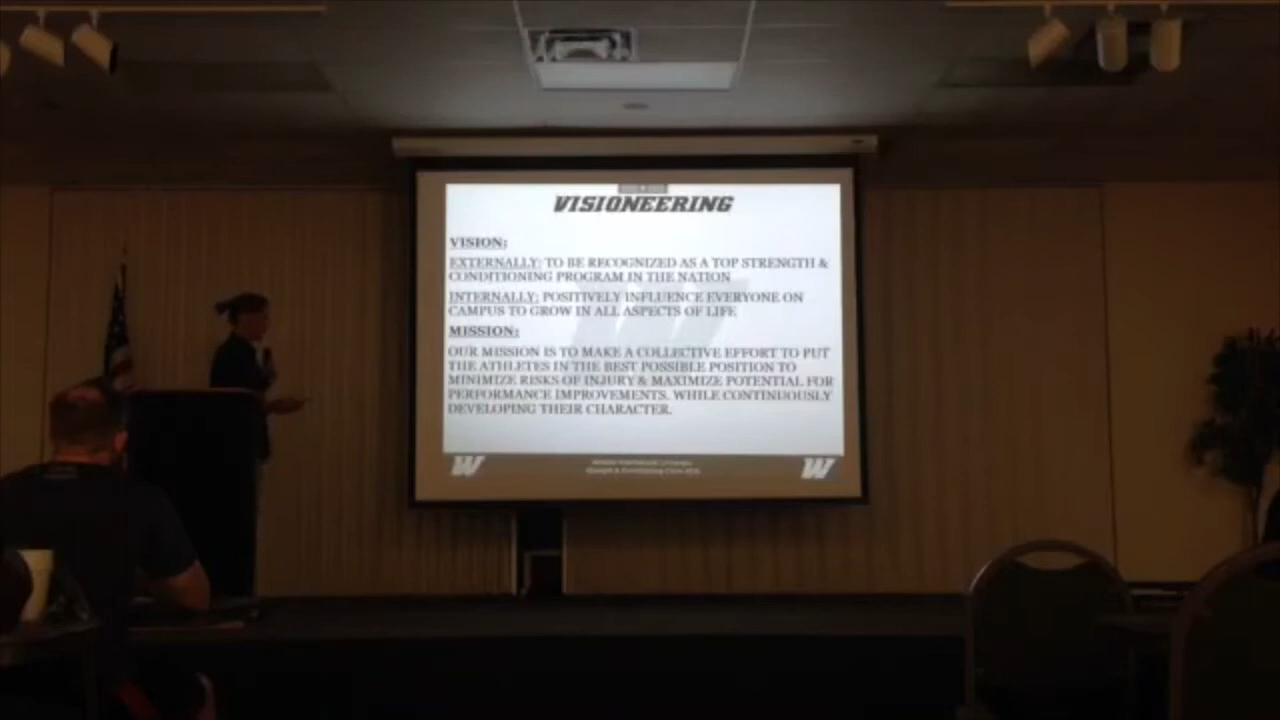 VISIONEERING
VISION:
EXTERNALLY: TO BE RECOGNIZED AS A TOP STRENGTH &
CONDITIONING PROGRAM IN THE NATION
INTERNALLY: POSITIVELY INFLUENCE EVERYONE ON
CAMPUS TO GROW IN ALL ASPECTS OF LIFE
MISSION:
OUR MISSION IS TO MAKE A COLLECTIVE EFFORT TO PUT
THE ATHLETES IN THE BEST POSSIBLE POSITION TO
MINIMIZE RISKS OF INJURY & MAXIMIZE POTENTIAL FOR
PERFORMANCE IMPROVEMENTS. WHILE CONTINUOUSLY
DEVELOPING THEIR CHARACTER.
W W